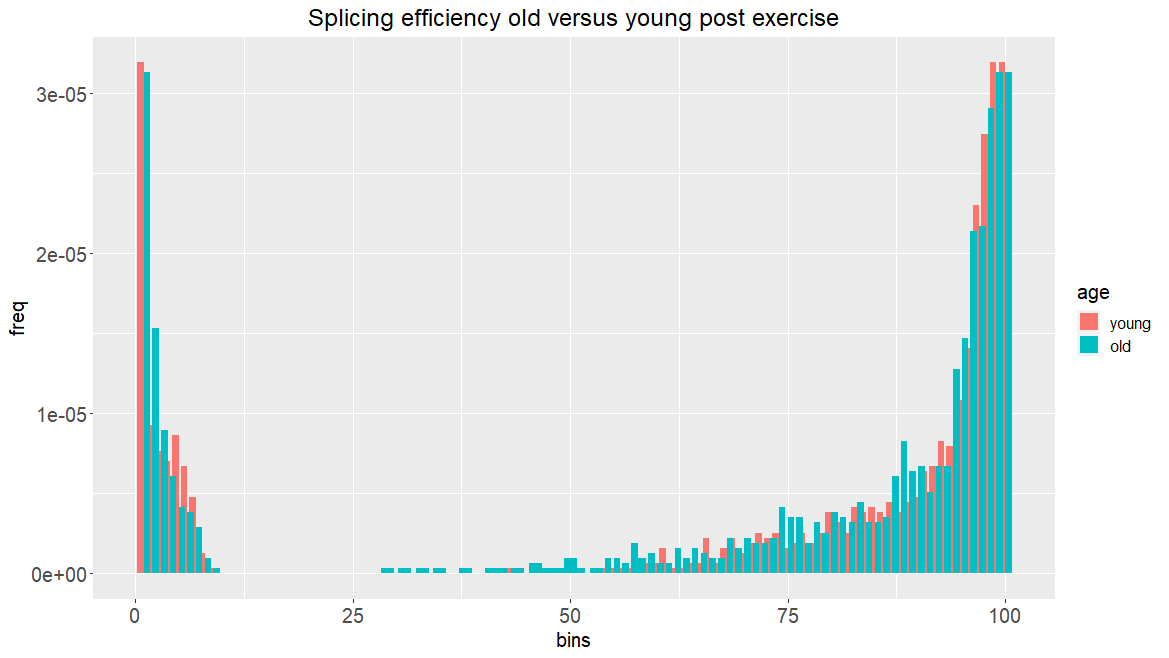 Splicing efficiency old versus young post exercise
3e-05
2e-05
1e-05
0e+00
freq
0 25 50 75 100
bins
age
young
old